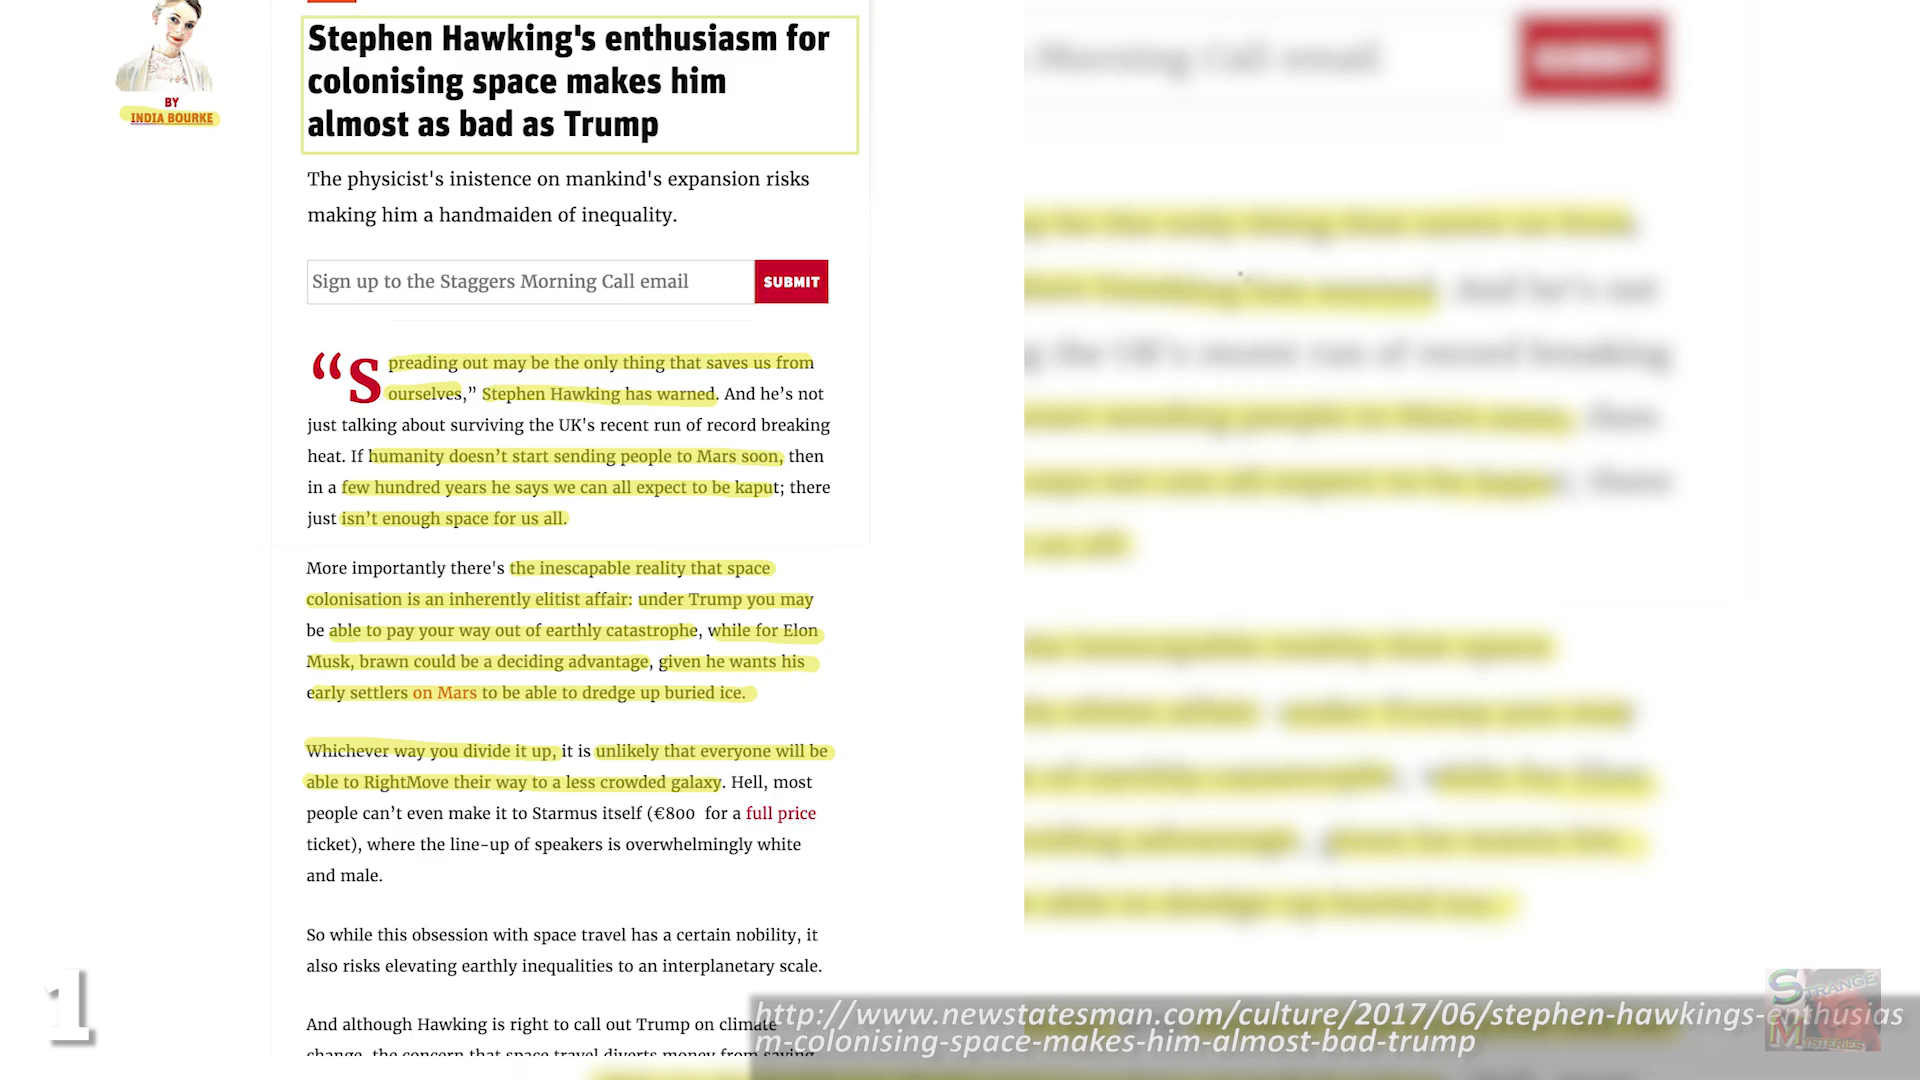 BY
INDIA BOURKE
Stephen Hawking's enthusiasm for
colonising space makes him
almost as bad as Trump
The physicist's inistence on mankind's expansion risks
making him a handmaiden of inequality.
Sign up to the Staggers Morning Call email SUBMIT
“Spreading out may be the only thing that saves us from
ourselves,” Stephen Hawking has warned. And he’s not
just talking about surviving the UK's recent run of record breaking
heat. If humanity doesn’t start sending people to Mars soon, then
in a few hundred years he says we can all expect to be kaput; there
just isn’t enough space for us all.
More importantly there's the inescapable reality that space
colonisation is an inherently elitist affair: under Trump you may
be able to pay your way out of earthly catastrophe, while for Elon
Musk, brawn could be a deciding advantage, given he wants his
early settlers on Mars to be able to dredge up buried ice.
Whichever way you divide it up, it is unlikely that everyone will be
able to RightMove their way to a less crowded galaxy. Hell, most
people can’t even make it to Starmus itself (€800 for a full price
ticket), where the line-up of speakers is overwhelmingly white
and male.
So while this obsession with space travel has a certain nobility, it
also risks elevating earthly inequalities to an interplanetary scale.
And although Hawking is right to call out Trump on climate
change, the concern that space travel diverts money from saving
1
http://www.newstatesman.com/culture/2017/06/stephen-hawkings-enthusias
m-colonising-space-makes-him-almost-bad-trump
STRANGE
MYSTERIES